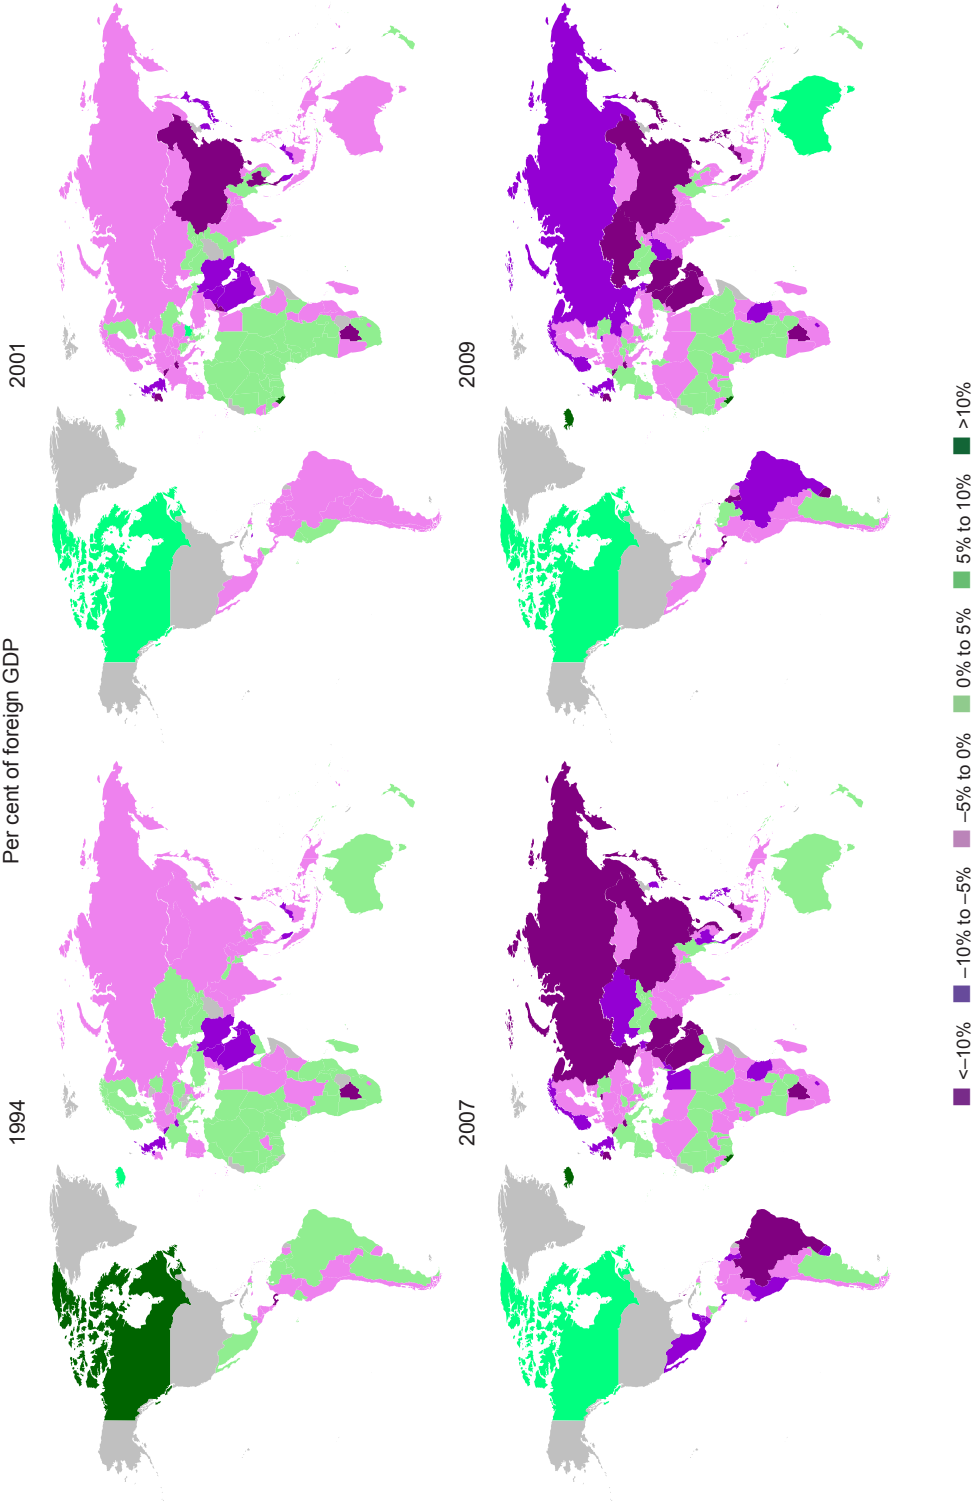 Per cent of foreign GDP
1994
2001
2007
2009
<–10%
–10% to –5%
–5% to 0%
0% to 5%
5% to 10%
>10%